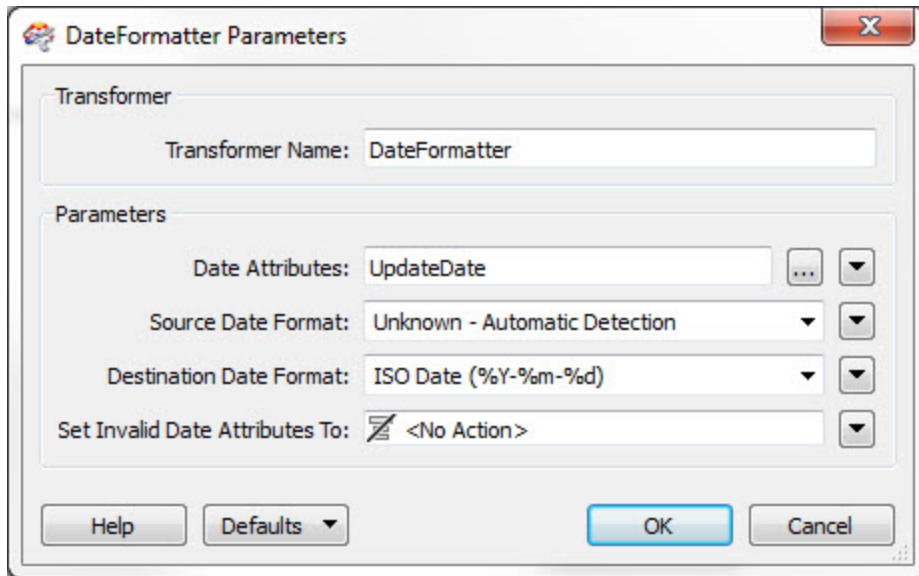 DateFormatter Parameters
Transformer
Transformer Name: DateFormatter
Parameters
Date Attributes: UpdateDate ...
Source Date Format: Unknown - Automatic Detection
Destination Date Format: ISO Date (%Y-%m-%d)
Set Invalid Date Attributes To: <No Action>
Help Defaults OK Cancel